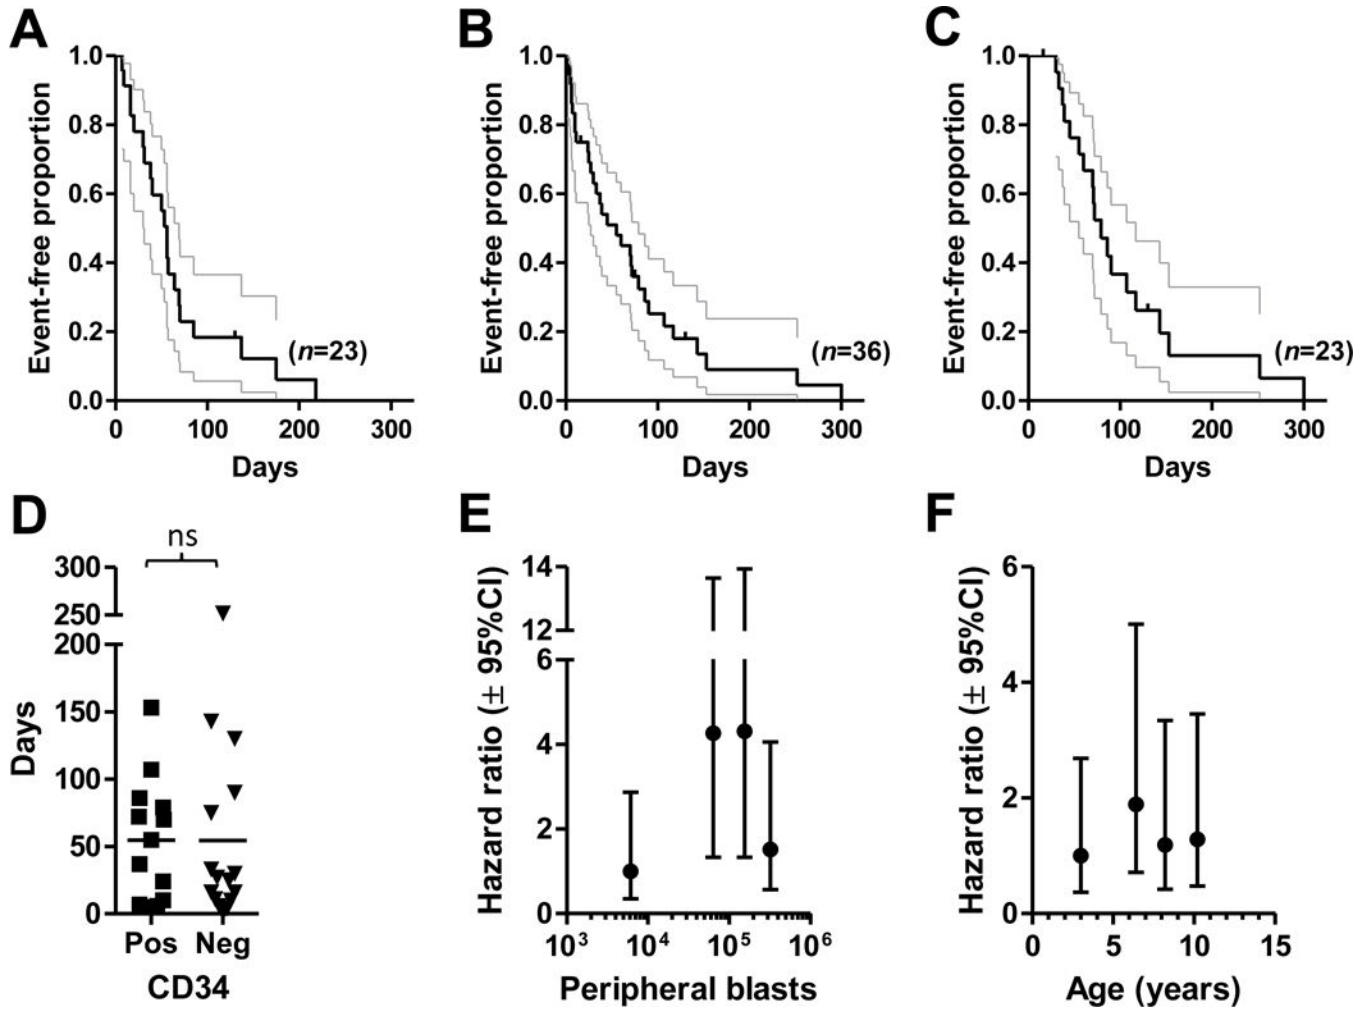 A
Event-free proportion
1.0
0.8
0.6
0.4
0.2
0.0
(n=23)
0 100 200 300
Days
B
Event-free proportion
1.0
0.8
0.6
0.4
0.2
0.0
(n=36)
0 100 200 300
Days
C
Event-free proportion
1.0
0.8
0.6
0.4
0.2
0.0
(n=23)
0 100 200 300
Days
D
ns
Days
300
250
200
150
100
50
0
Pos Neg
CD34
E
Hazard ratio (± 95%CI)
14
12
6
4
2
0
10³ 10⁴ 10⁵ 10⁶
Peripheral blasts
F
Hazard ratio (± 95%CI)
6
4
2
0
0 5 10 15
Age (years)